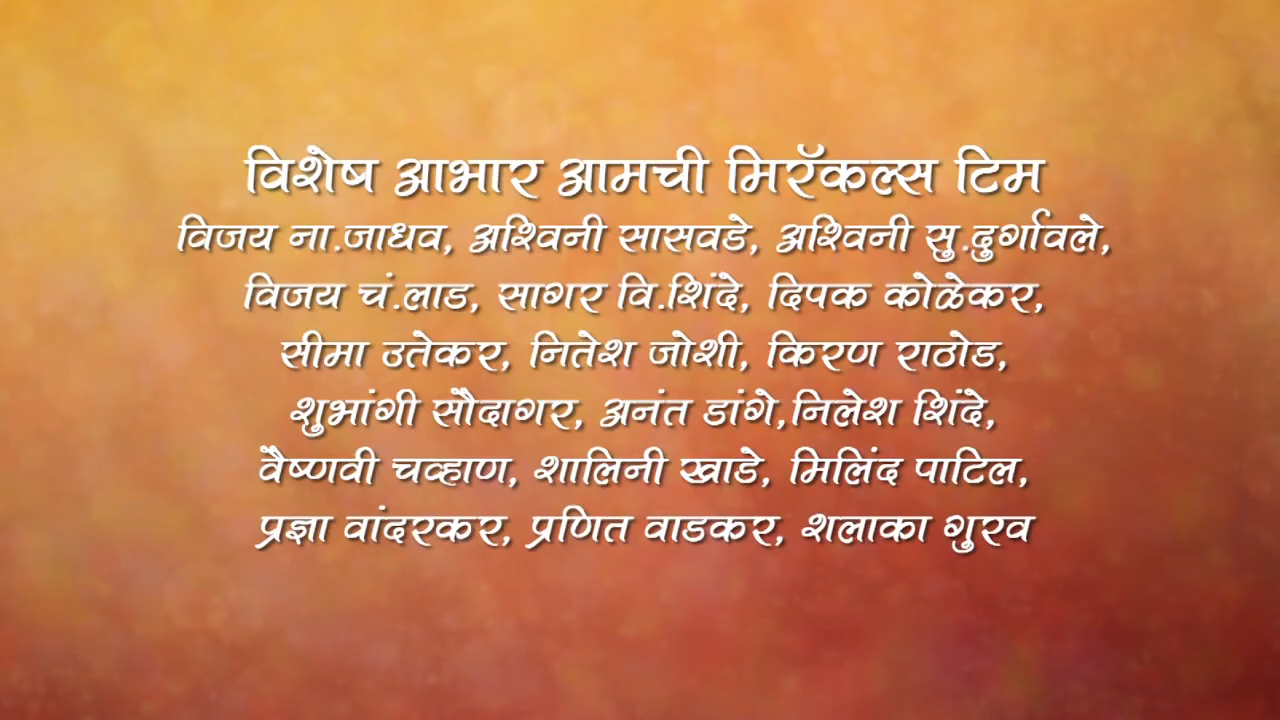 विशेष आभार आमची मिरॅकल्स टिम
विजय ना.जाधव, अश्विनी सासवडे, अश्विनी सु.दुर्गावले,
विजय चं.लाड, सागर वि.शिंदे, दिपक कोळेकर,
सीमा उतेकर, नितेश जोशी, किरण राठोड,
शुभांगी सौदागर, अनंत डांगे,निलेश शिंदे,
वैष्णवी चव्हाण, शालिनी खाडे, मिलिंद पाटिल,
प्रज्ञा वांदरकर, प्रणित वाडकर, शलाका गुरव